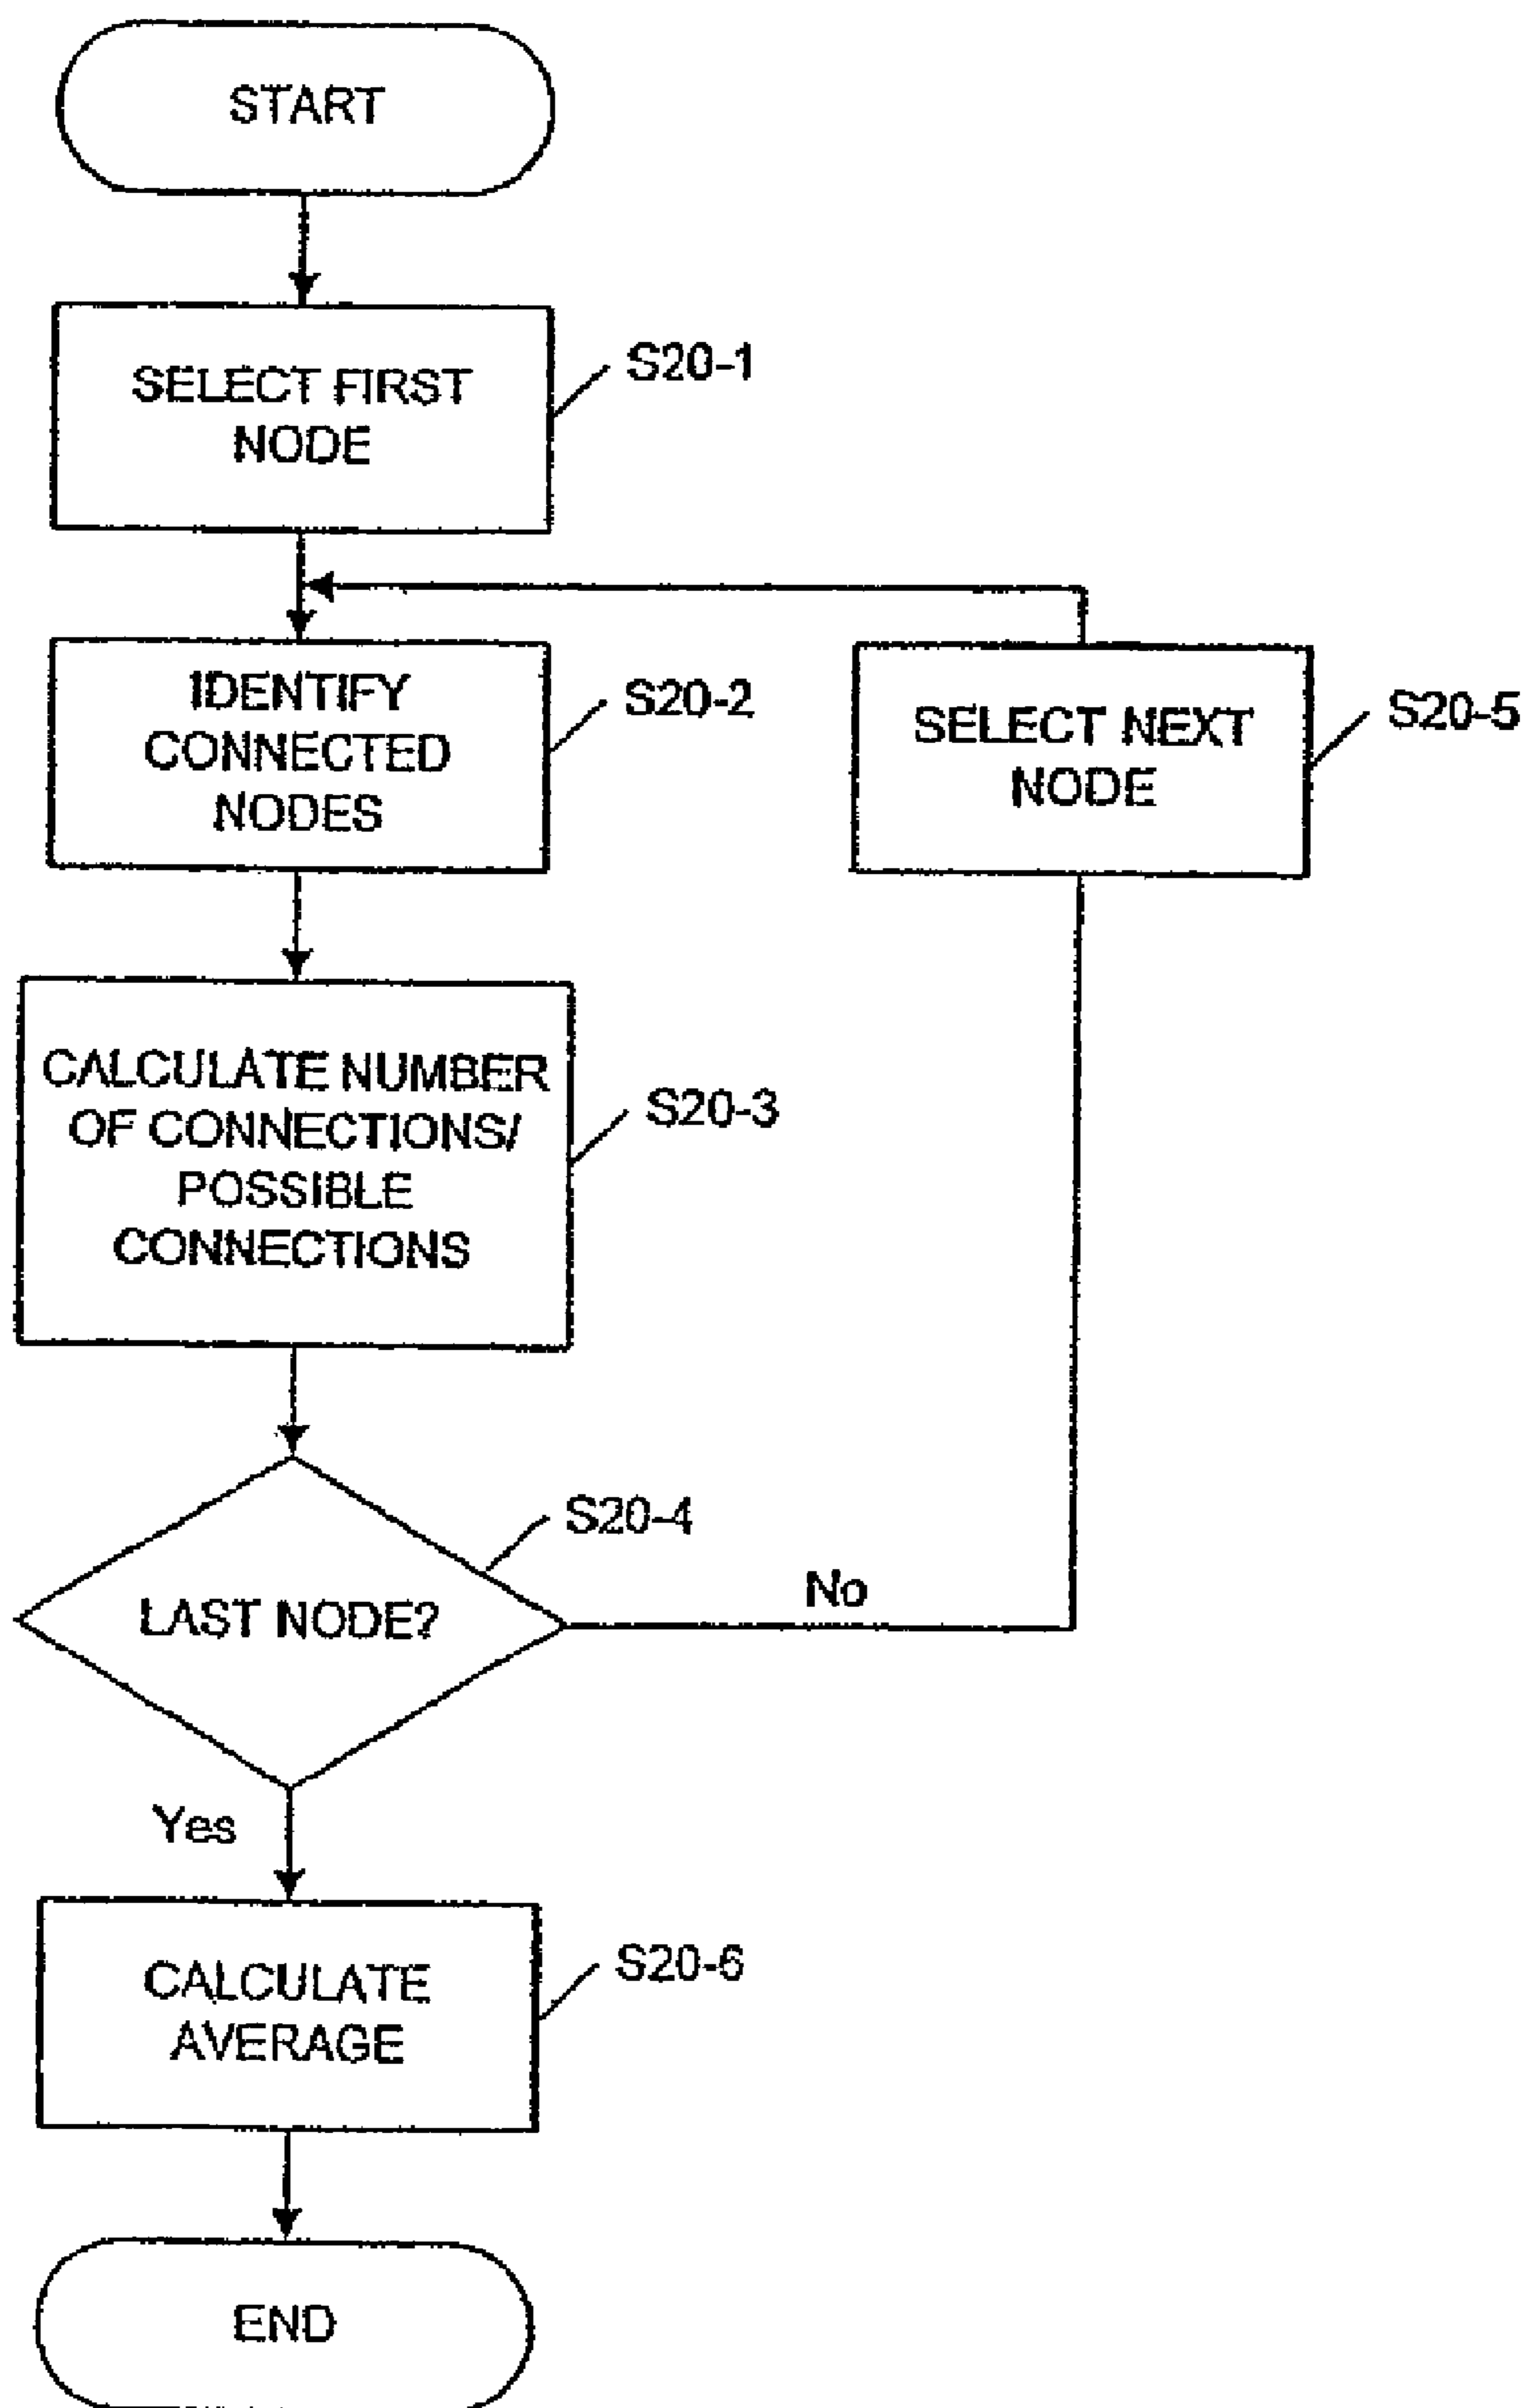 START
SELECT FIRST
NODE
S20-1
IDENTIFY
CONNECTED
NODES
S20-2
SELECT NEXT
NODE
S20-5
CALCULATE NUMBER
OF CONNECTIONS/
POSSIBLE
CONNECTIONS
S20-3
LAST NODE?
S20-4
No
Yes
CALCULATE
AVERAGE
S20-6
END